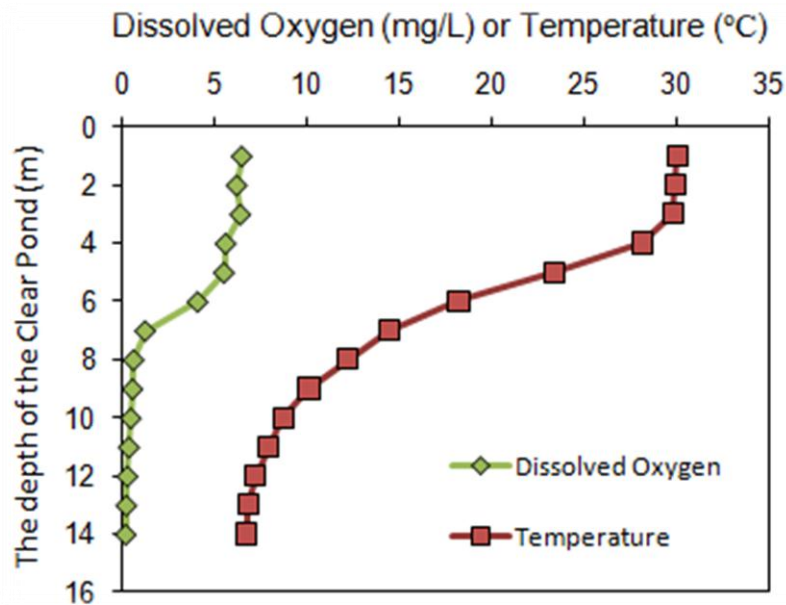 Dissolved Oxygen (mg/L) or Temperature (ºC)
0 5 10 15 20 25 30 35
The depth of the Clear Pond (m)
0
2
4
6
8
10
12
14
16
Dissolved Oxygen
Temperature